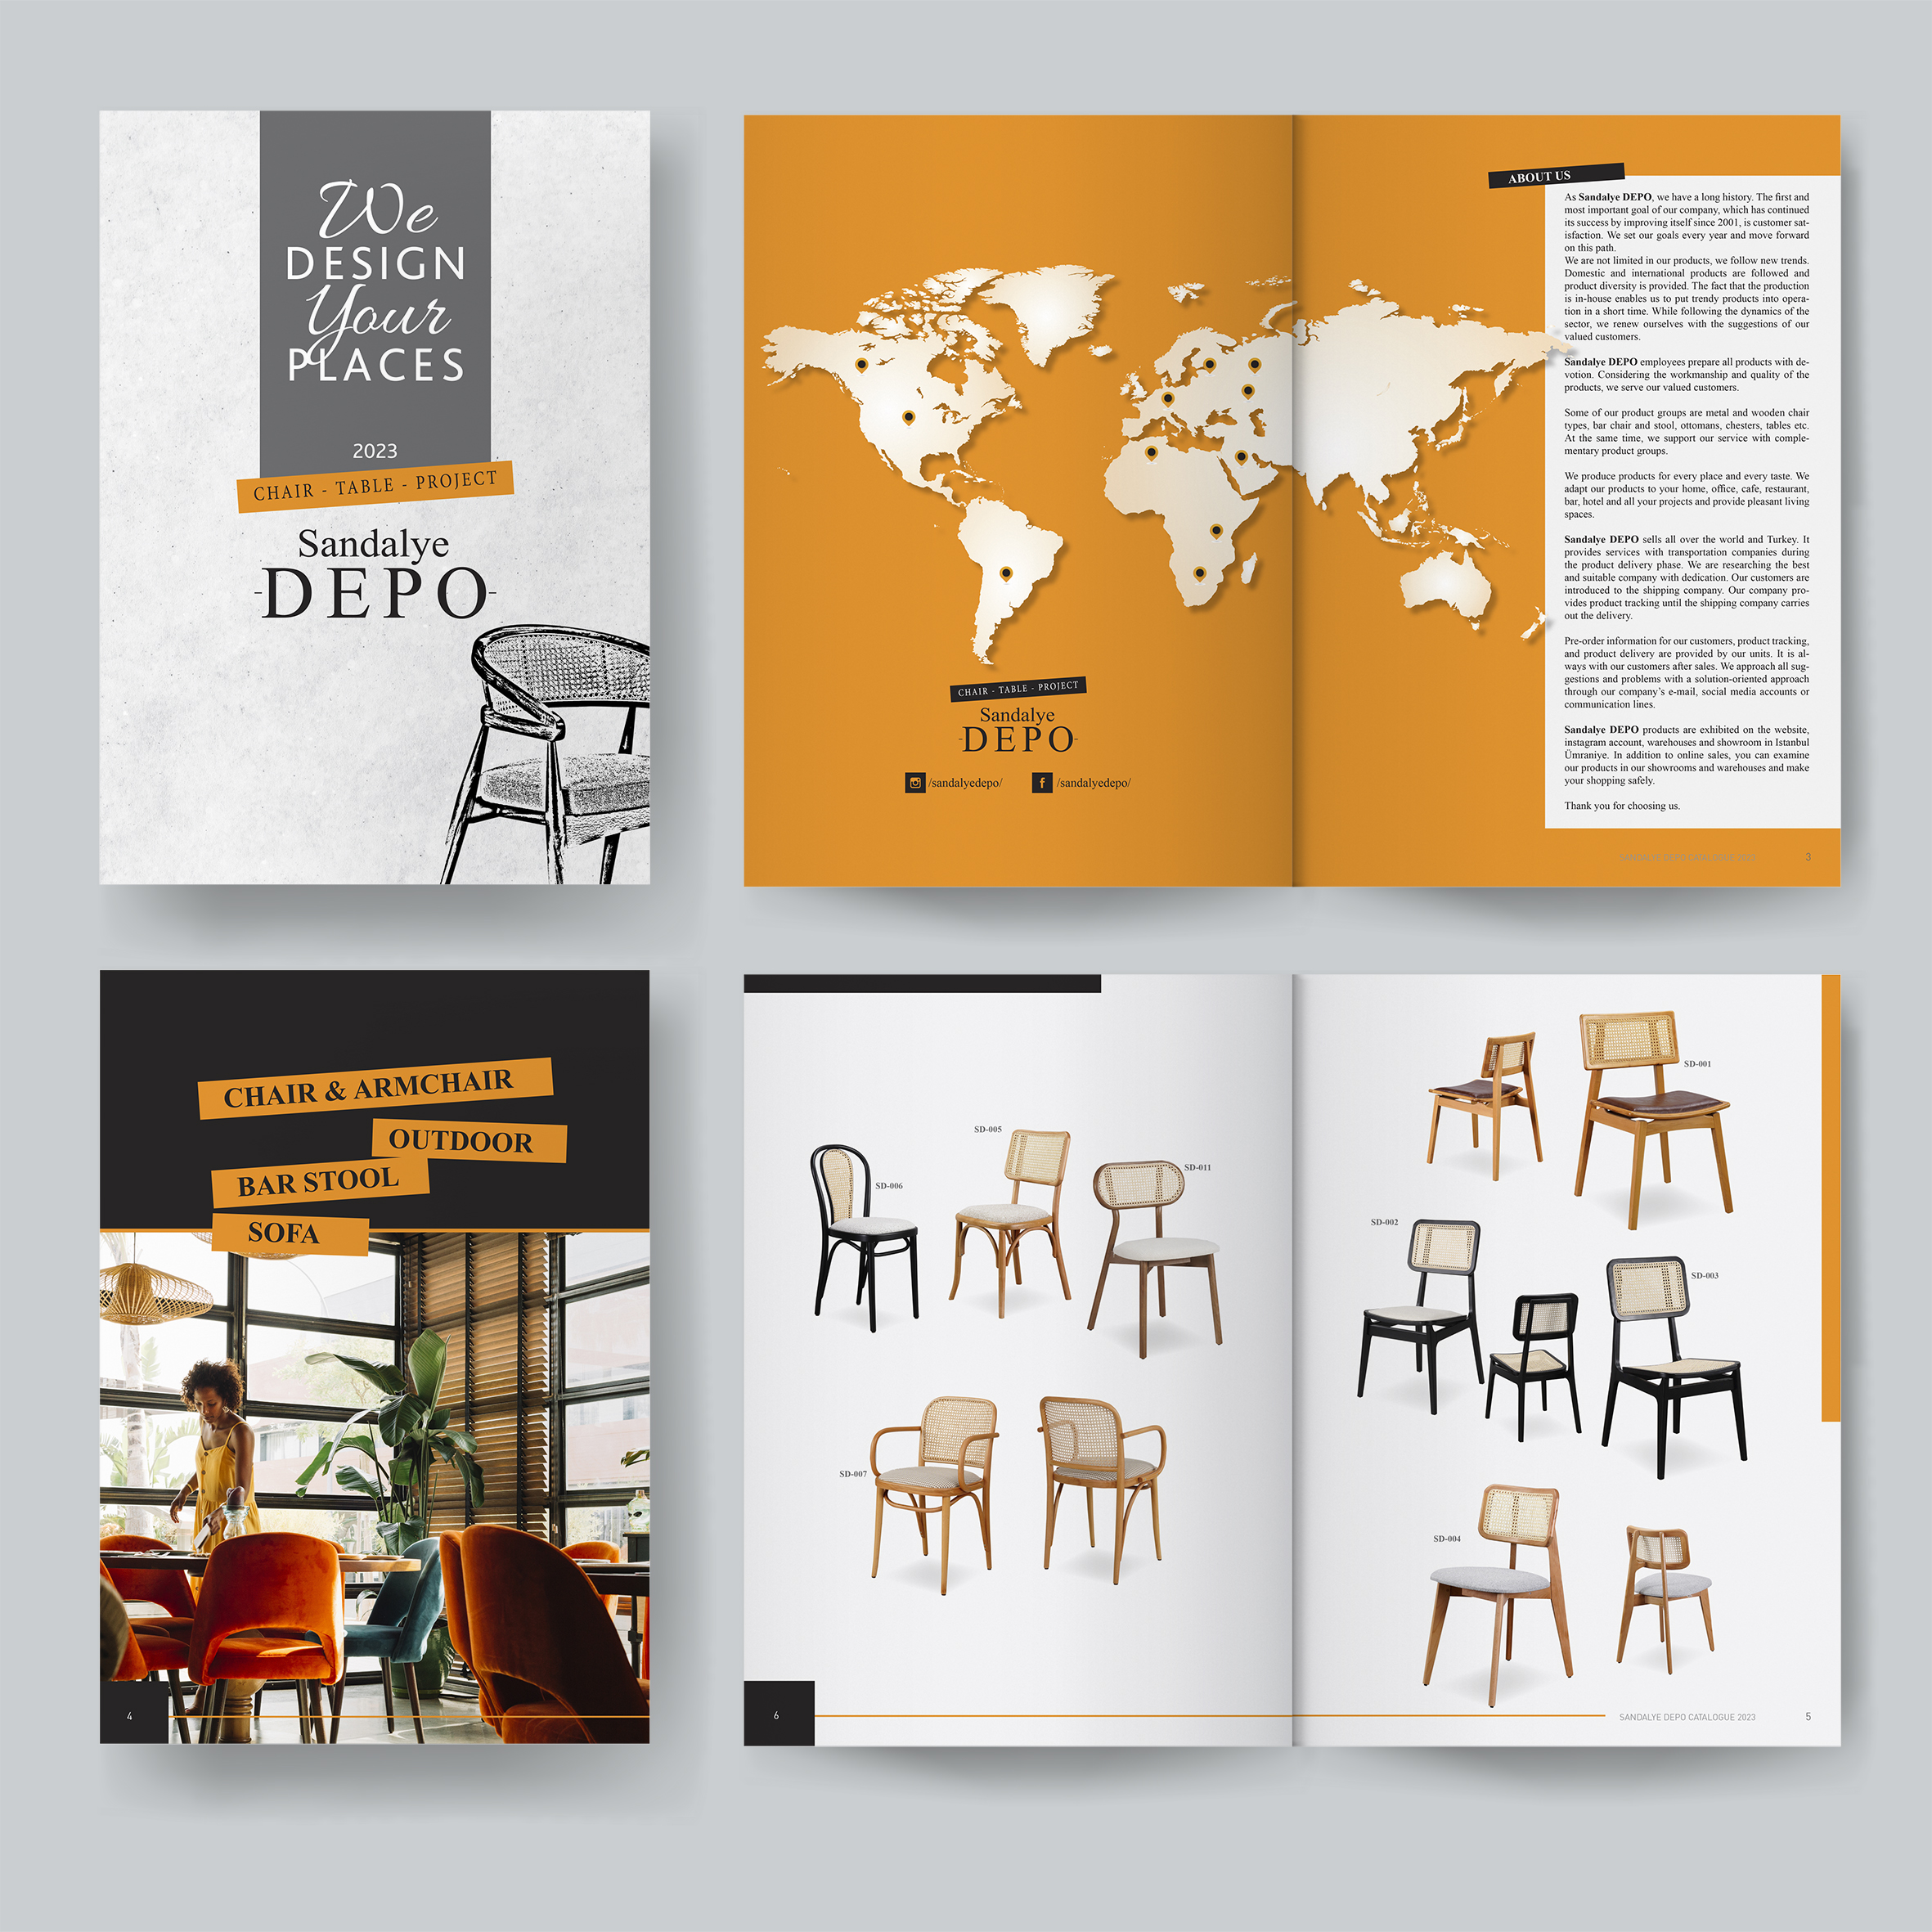 We
DESIGN
Your
PLACES
2023
CHAIR - TABLE - PROJECT
Sandalye
-DEPO-
ABOUT US
As Sandalye DEPO, we have a long history. The first and
most important goal of our company, which has continued
its success by improving itself since 2001, is customer sat-
isfaction. We set our goals every year and move forward
on this path.
We are not limited in our products, we follow new trends.
Domestic and international products are followed and
product diversity is provided. The fact that the production
is in-house enables us to put trendy products into opera-
tion in a short time. While following the dynamics of the
sector, we renew ourselves with the suggestions of our
valued customers.
Sandalye DEPO employees prepare all products with de-
votion. Considering the workmanship and quality of the
products, we serve our valued customers.
Some of our product groups are metal and wooden chair
types, bar chair and stool, ottomans, chesters, tables etc.
At the same time, we support our service with comple-
mentary product groups.
We produce products for every place and every taste. We
adapt our products to your home, office, cafe, restaurant,
bar, hotel and all your projects and provide pleasant living
spaces.
Sandalye DEPO sells all over the world and Turkey. It
provides services with transportation companies during
the product delivery phase. We are researching the best
and suitable company with dedication. Our customers are
introduced to the shipping company. Our company pro-
vides product tracking until the shipping company carries
out the delivery.
Pre-order information for our customers, product tracking,
and product delivery are provided by our units. It is al-
ways with our customers after sales. We approach all sug-
gestions and problems with a solution-oriented approach
through our company's e-mail, social media accounts or
communication lines.
Sandalye DEPO products are exhibited on the website,
instagram account, warehouses and showroom in Istanbul
Ümraniye. In addition to online sales, you can examine
our products in our showrooms and warehouses and make
your shopping safely.
Thank you for choosing us.
CHAIR - TABLE - PROJECT
Sandalye
-DEPO-
/sandalyedepo/
/sandalyedepo/
SANDALYE DEPO CATALOGUE 2023
3
CHAIR & ARMCHAIR
OUTDOOR
BAR STOOL
SOFA
4
SD-005
SD-006
SD-011
SD-007
6
SD-001
SD-002
SD-003
SD-004
SANDALYE DEPO CATALOGUE 2023
5